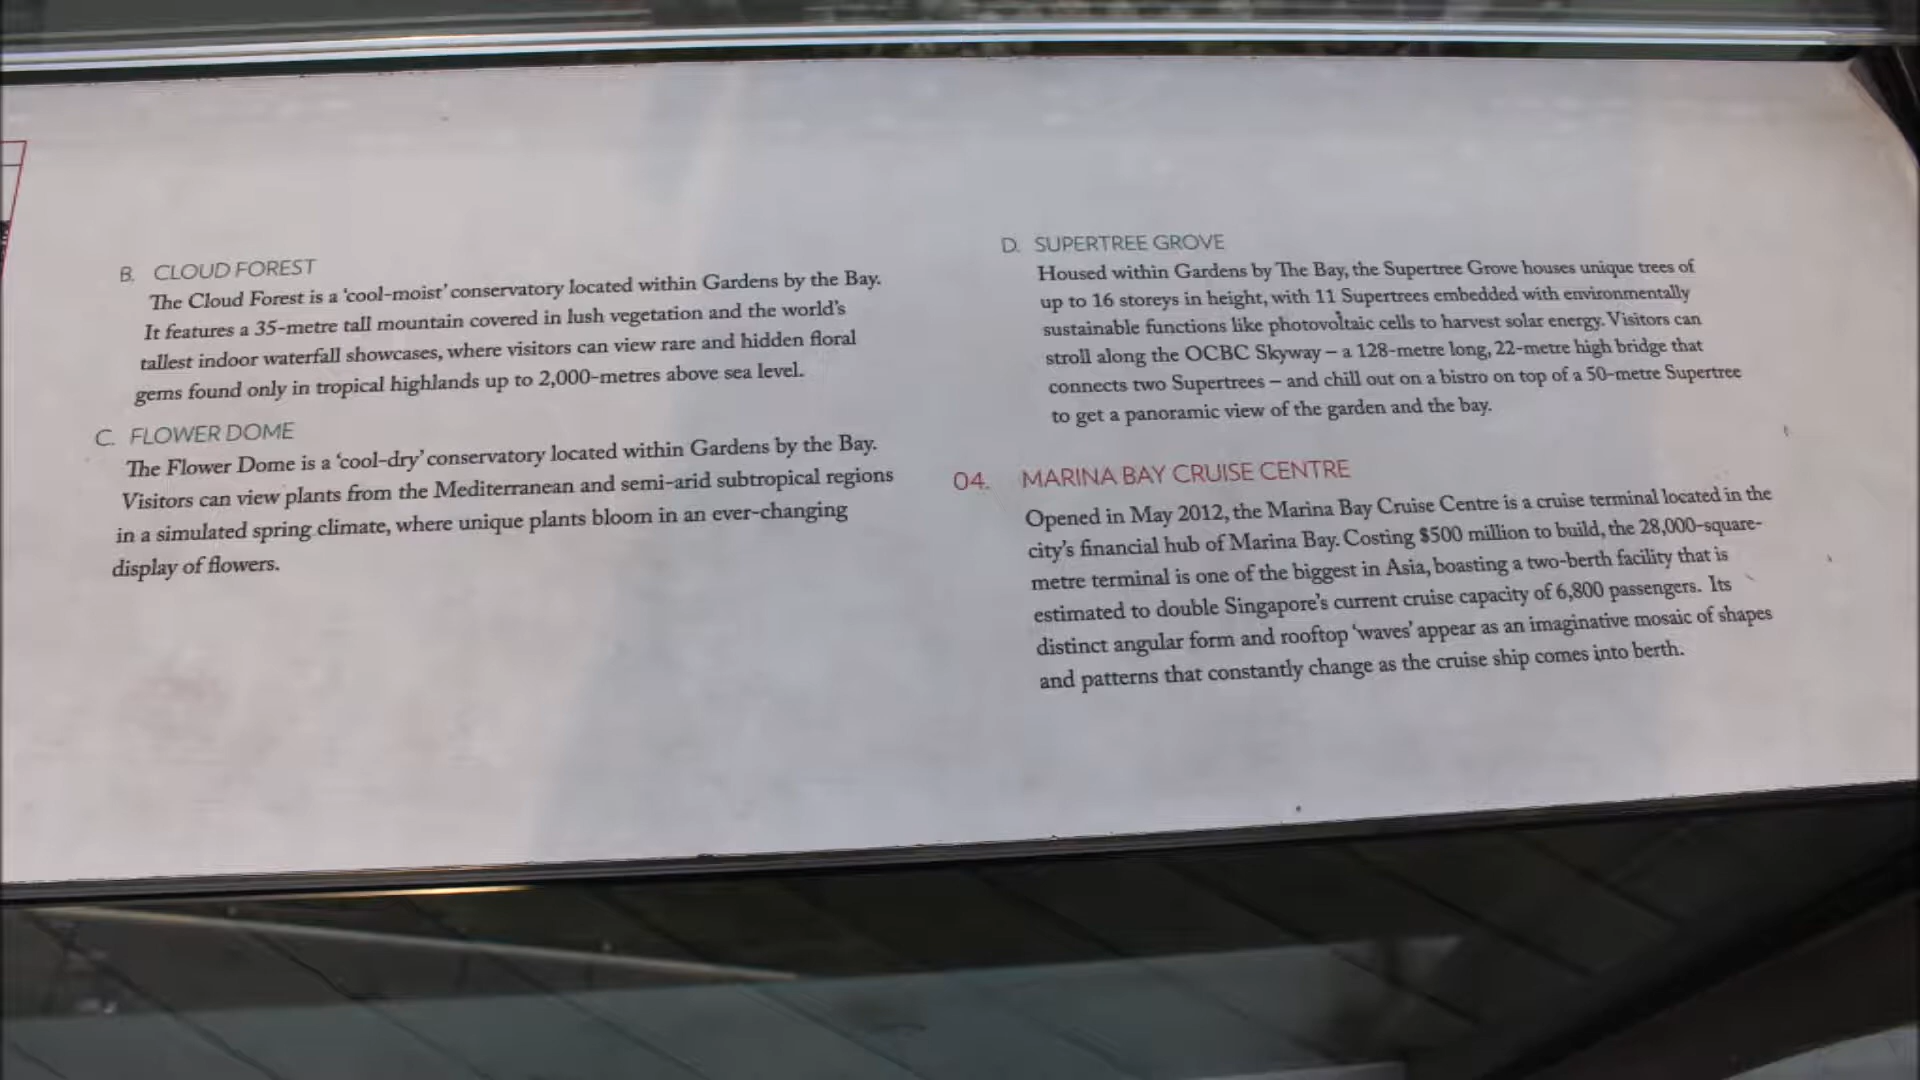 B. CLOUD FOREST
The Cloud Forest is a 'cool-moist' conservatory located within Gardens by the Bay.
It features a 35-metre tall mountain covered in lush vegetation and the world's
tallest indoor waterfall showcases, where visitors can view rare and hidden floral
gems found only in tropical highlands up to 2,000-metres above sea level.
C. FLOWER DOME
The Flower Dome is a 'cool-dry' conservatory located within Gardens by the Bay.
Visitors can view plants from the Mediterranean and semi-arid subtropical regions
in a simulated spring climate, where unique plants bloom in an ever-changing
display of flowers.
D. SUPERTREE GROVE
Housed within Gardens by The Bay, the Supertree Grove houses unique trees of
up to 16 storeys in height, with 11 Supertrees embedded with environmentally
sustainable functions like photovoltaic cells to harvest solar energy. Visitors can
stroll along the OCBC Skyway – a 128-metre long, 22-metre high bridge that
connects two Supertrees – and chill out on a bistro on top of a 50-metre Supertree
to get a panoramic view of the garden and the bay.
04. MARINA BAY CRUISE CENTRE
Opened in May 2012, the Marina Bay Cruise Centre is a cruise terminal located in the
city's financial hub of Marina Bay. Costing $500 million to build, the 28,000-square-
metre terminal is one of the biggest in Asia, boasting a two-berth facility that is
estimated to double Singapore's current cruise capacity of 6,800 passengers. Its
distinct angular form and rooftop 'waves' appear as an imaginative mosaic of shapes
and patterns that constantly change as the cruise ship comes into berth.